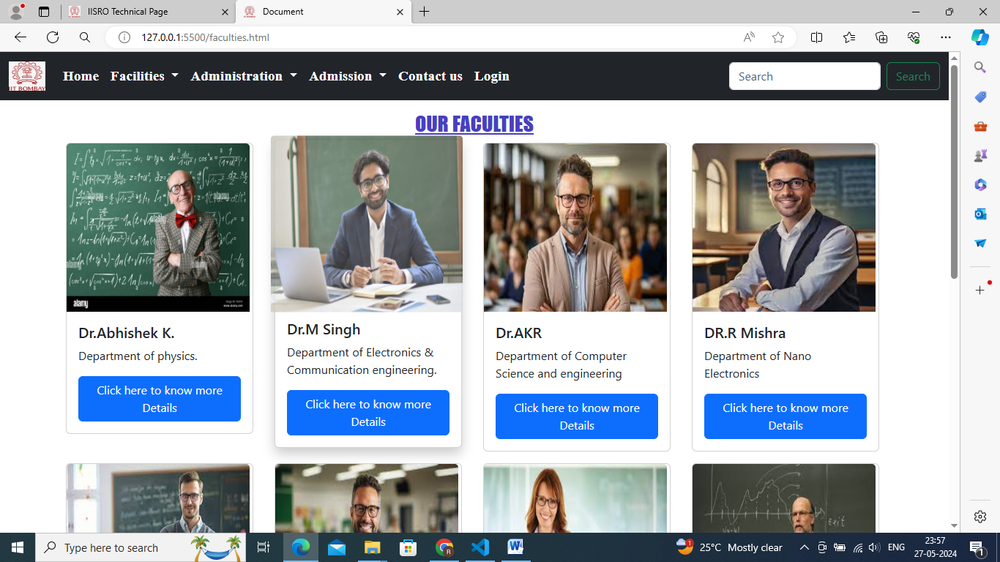 IISRO Technical Page
Document
127.0.0.1:5500/faculties.html
IIT BOMBAY
Home Facilities Administration Admission Contact us Login
Search
Search
OUR FACULTIES
alamy
Dr.Abhishek K.
Department of physics.
Click here to know more
Details
Dr.M Singh
Department of Electronics &
Communication engineering.
Click here to know more
Details
Dr.AKR
Department of Computer
Science and engineering
Click here to know more
Details
DR.R Mishra
Department of Nano
Electronics
Click here to know more
Details
Type here to search
25°C Mostly clear
ENG
23:57
27-05-2024